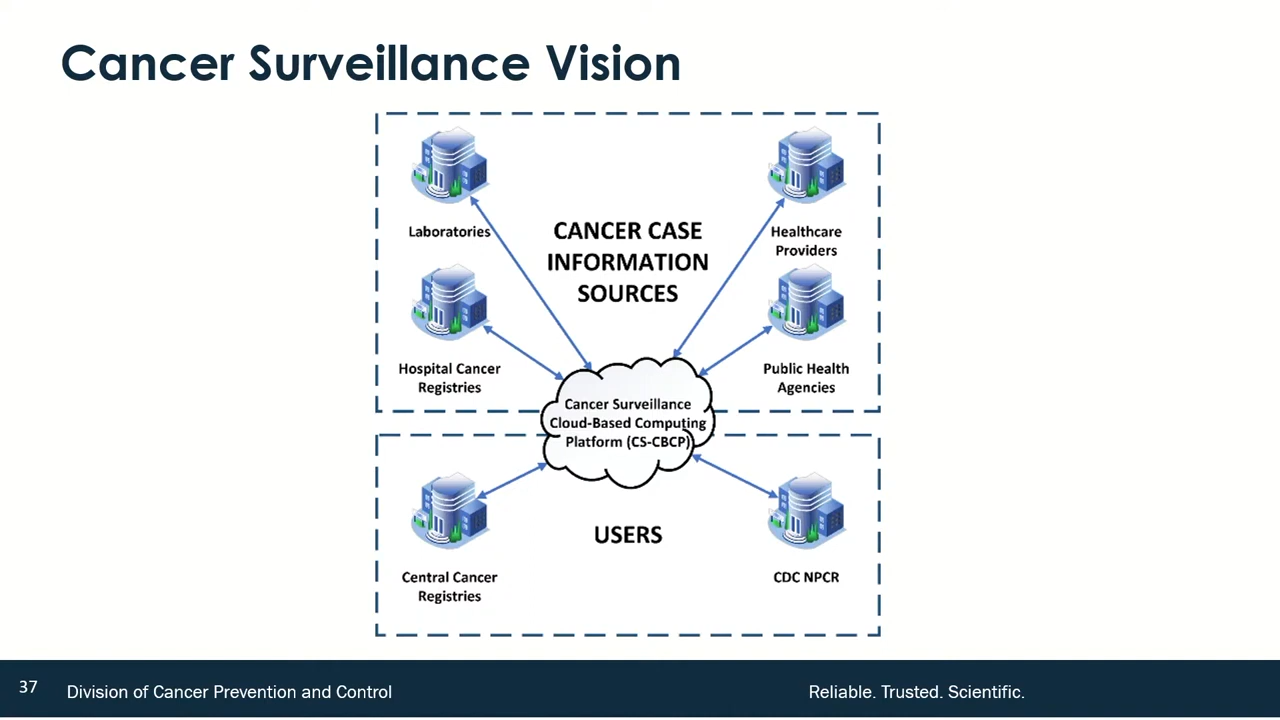 Cancer Surveillance Vision
Laboratories
Healthcare
Providers
CANCER CASE
INFORMATION
SOURCES
Hospital Cancer
Registries
Public Health
Agencies
Cancer Surveillance
Cloud-Based Computing
Platform (CS-CBCP)
USERS
Central Cancer
Registries
CDC NPCR
37
Division of Cancer Prevention and Control
Reliable. Trusted. Scientific.